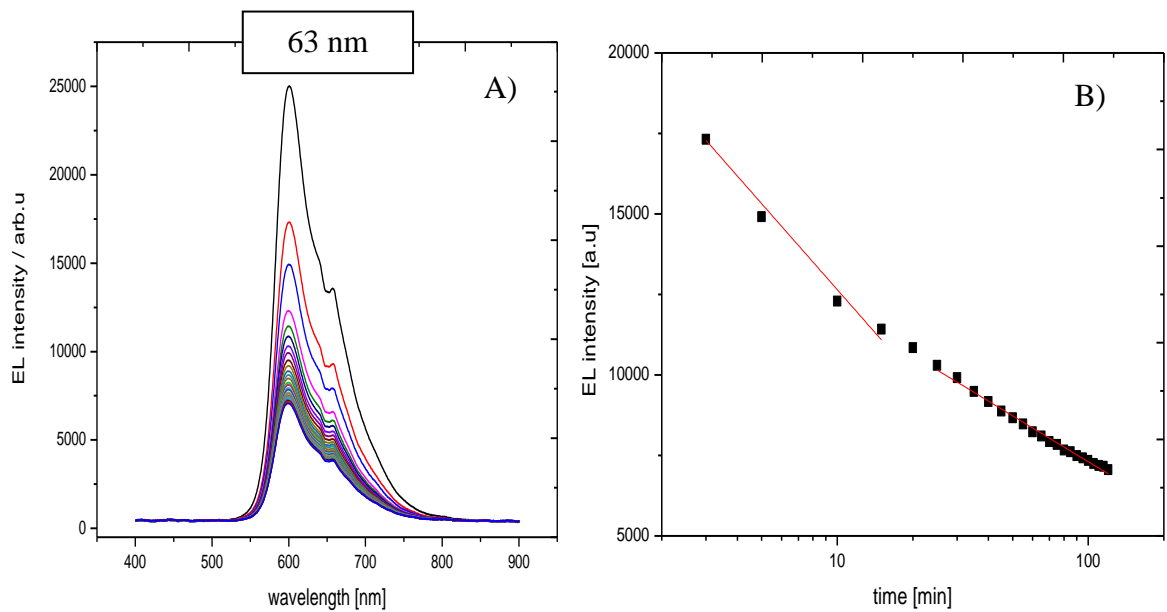 63 nm
A)
EL intensity / arb.u
25000
20000
15000
10000
5000
0
400 500 600 700 800 900
wavelength [nm]
B)
EL intensity [a.u]
20000
15000
10000
5000
10 100
time [min]